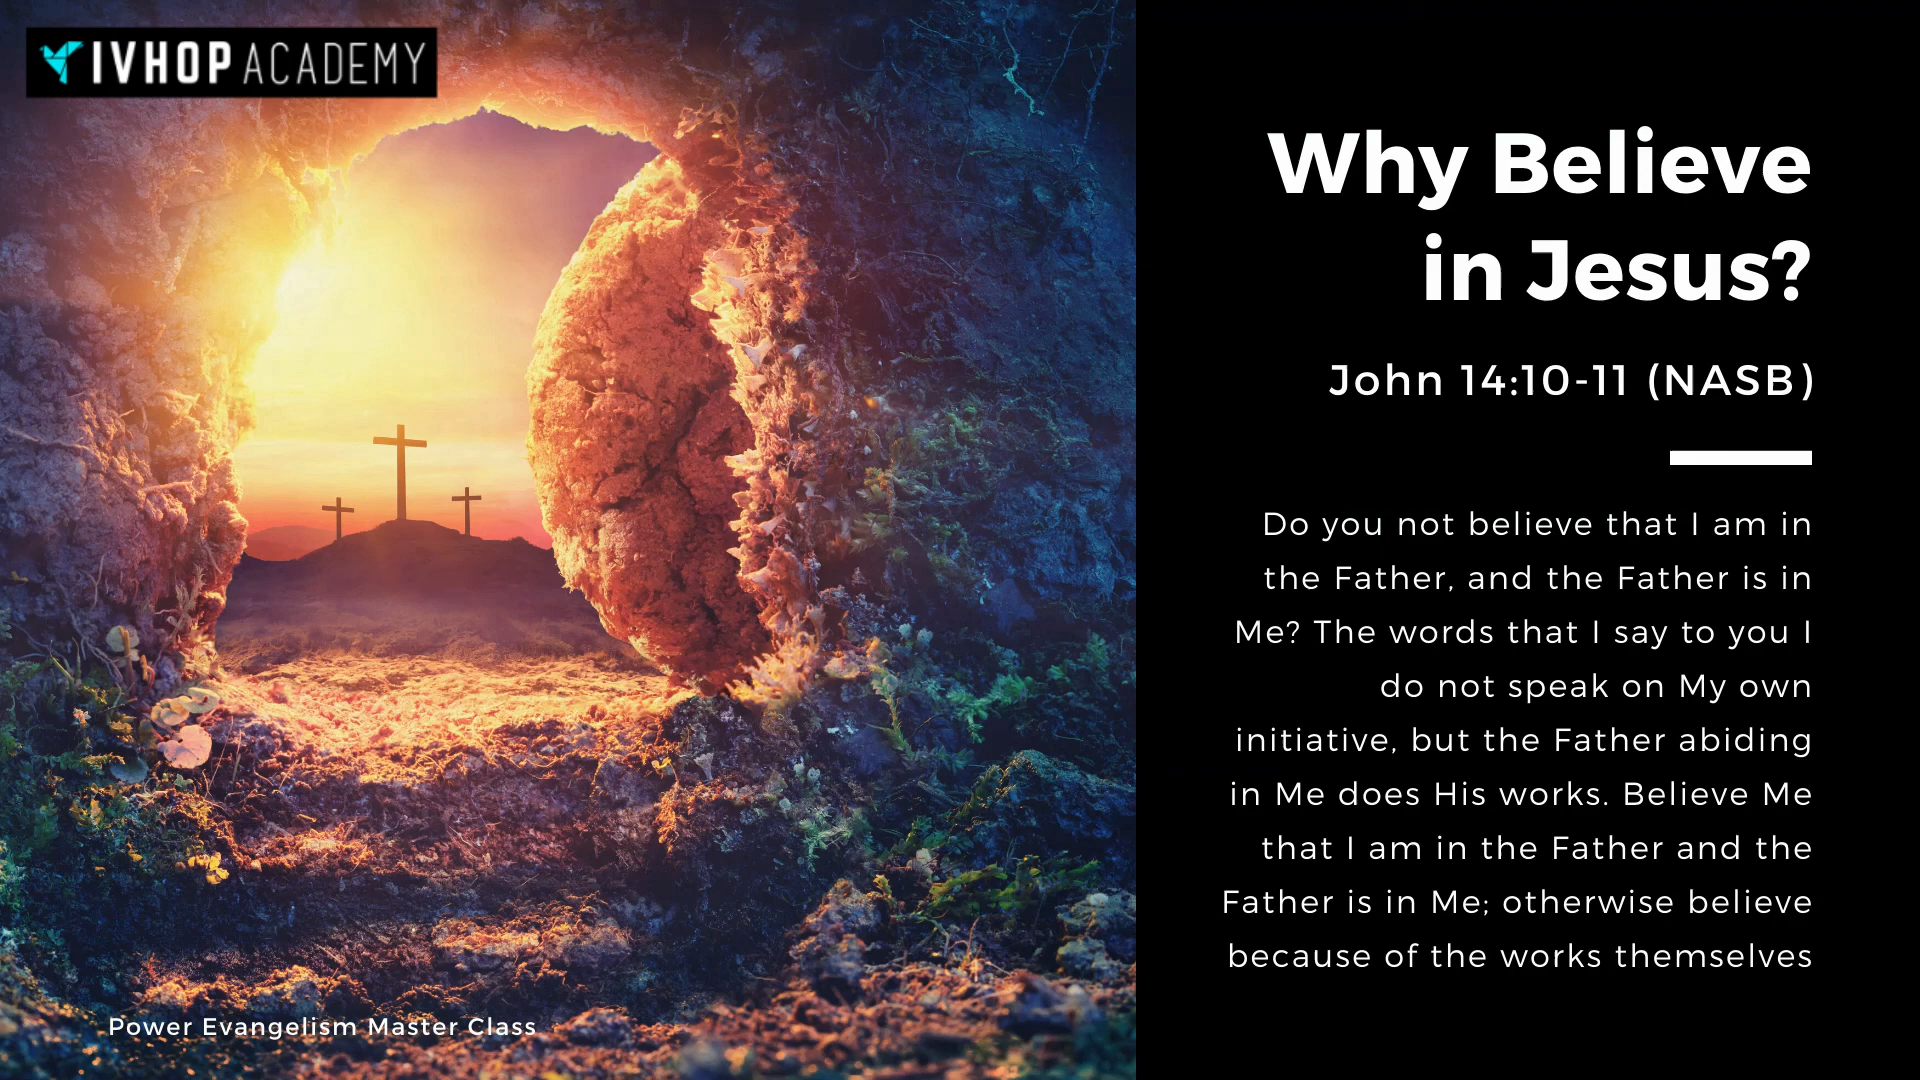 IVHOP ACADEMY
Why Believe
in Jesus?
John 14:10-11 (NASB)
Do you not believe that I am in
the Father, and the Father is in
Me? The words that I say to you I
do not speak on My own
initiative, but the Father abiding
in Me does His works. Believe Me
that I am in the Father and the
Father is in Me; otherwise believe
because of the works themselves
Power Evangelism Master Class